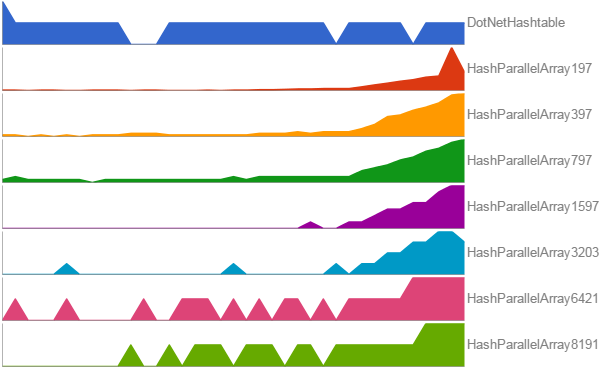 DotNetHashtable
HashParallelArray197
HashParallelArray397
HashParallelArray797
HashParallelArray1597
HashParallelArray3203
HashParallelArray6421
HashParallelArray8191